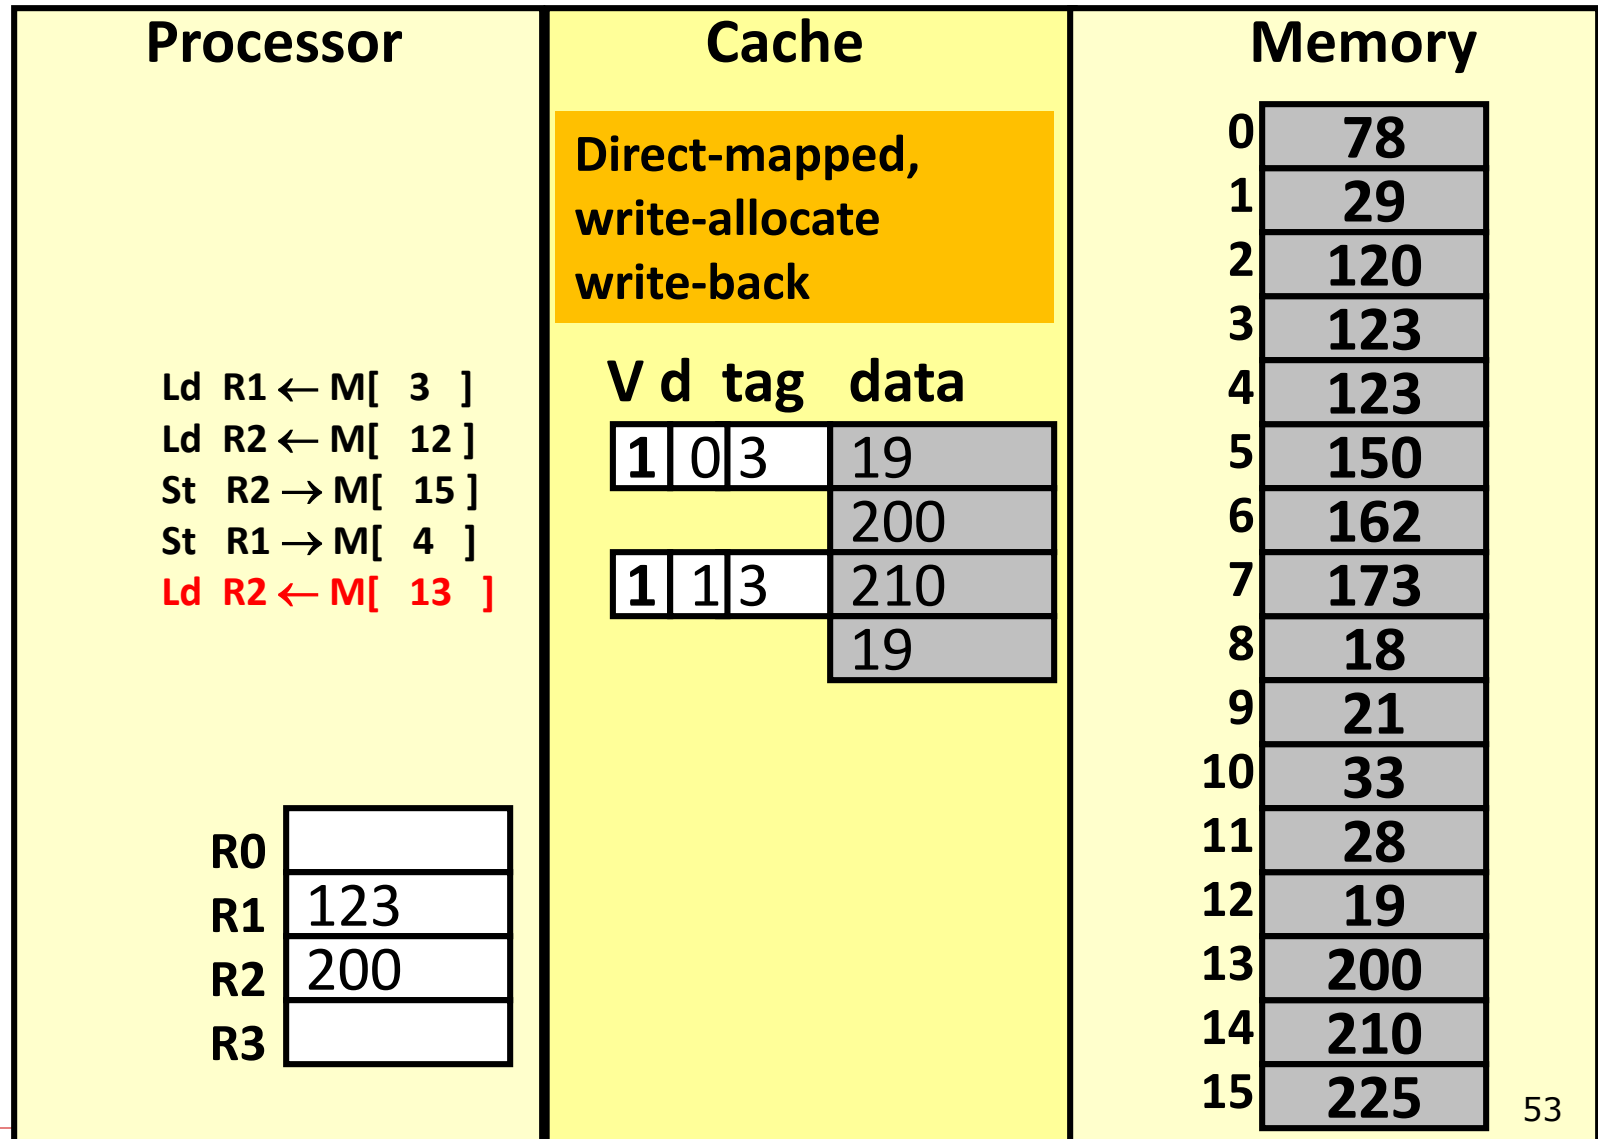 Processor
Ld R1 ← M[ 3 ]
Ld R2 ← M[ 12 ]
St R2 → M[ 15 ]
St R1 → M[ 4 ]
Ld R2 ← M[ 13 ]
R0
R1 123
R2 200
R3
Cache
Direct-mapped,
write-allocate
write-back
V d tag data
1 0 3 19
200
1 1 3 210
19
Memory
0 78
1 29
2 120
3 123
4 123
5 150
6 162
7 173
8 18
9 21
10 33
11 28
12 19
13 200
14 210
15 225
53